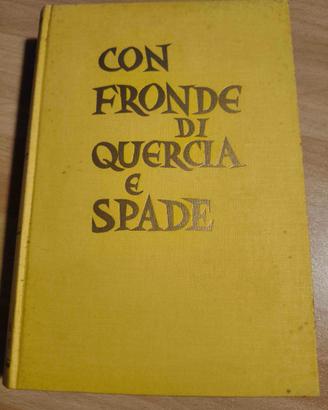 CON
FRONDE
DI
QUERCIA
E
SPADE